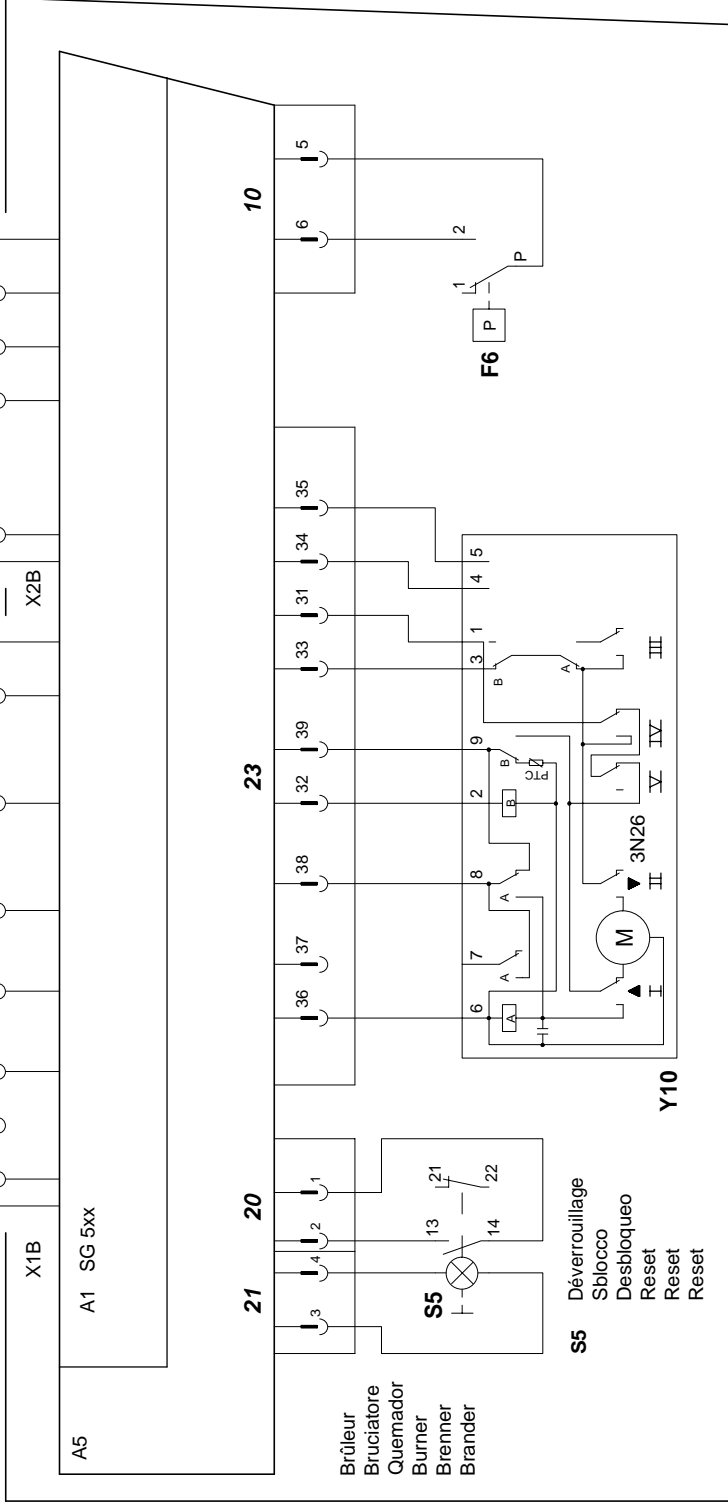 X1B
X2B
A5
A1 SG 5xx
21
20
23
10
3
4
2
1
36
37
38
32
39
33
31
34
35
6
5
Brûleur
Bruciatore
Quemador
Burner
Brenner
Brander
S5
13
14
21
22
S5
Déverrouillage
Sblocco
Desbloqueo
Reset
Reset
Reset
6
7
8
2
9
3
1
4
5
A
A
A
B
B
PTC
B
A
M
3N26
I
II
V
IV
III
Y10
F6
P
1
2
P